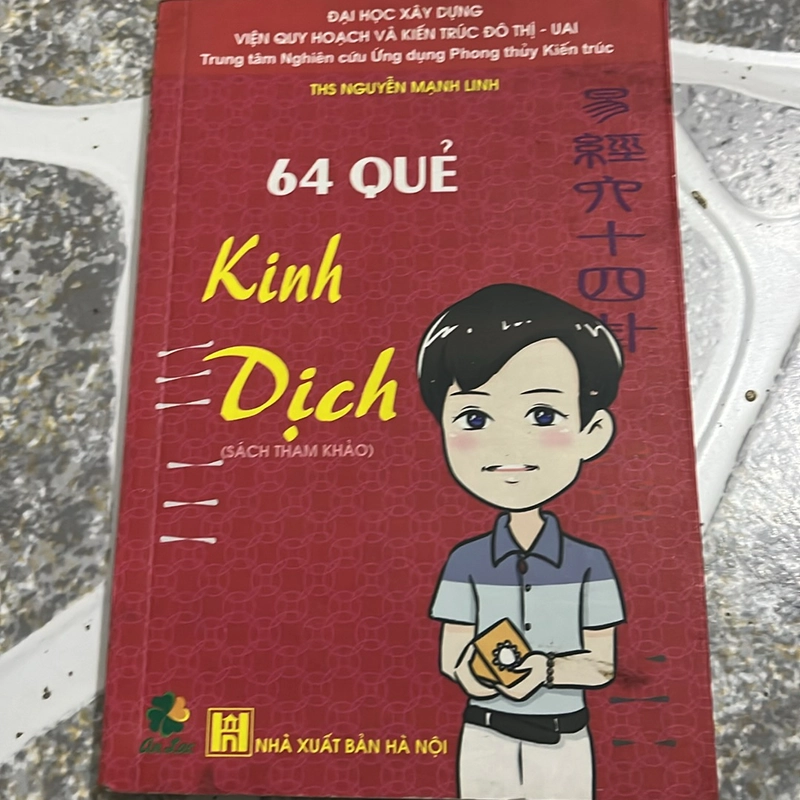 ĐẠI HỌC XÂY DỰNG
VIỆN QUY HOẠCH VÀ KIẾN TRÚC ĐÔ THỊ - UAI
Trung tâm Nghiên cứu Ứng dụng Phong thủy Kiến trúc
THS NGUYỄN MẠNH LINH
易經六十四卦
64 QUẺ
Kinh
Dịch
(SÁCH THAM KHẢO)
An Lạc
NHÀ XUẤT BẢN HÀ NỘI